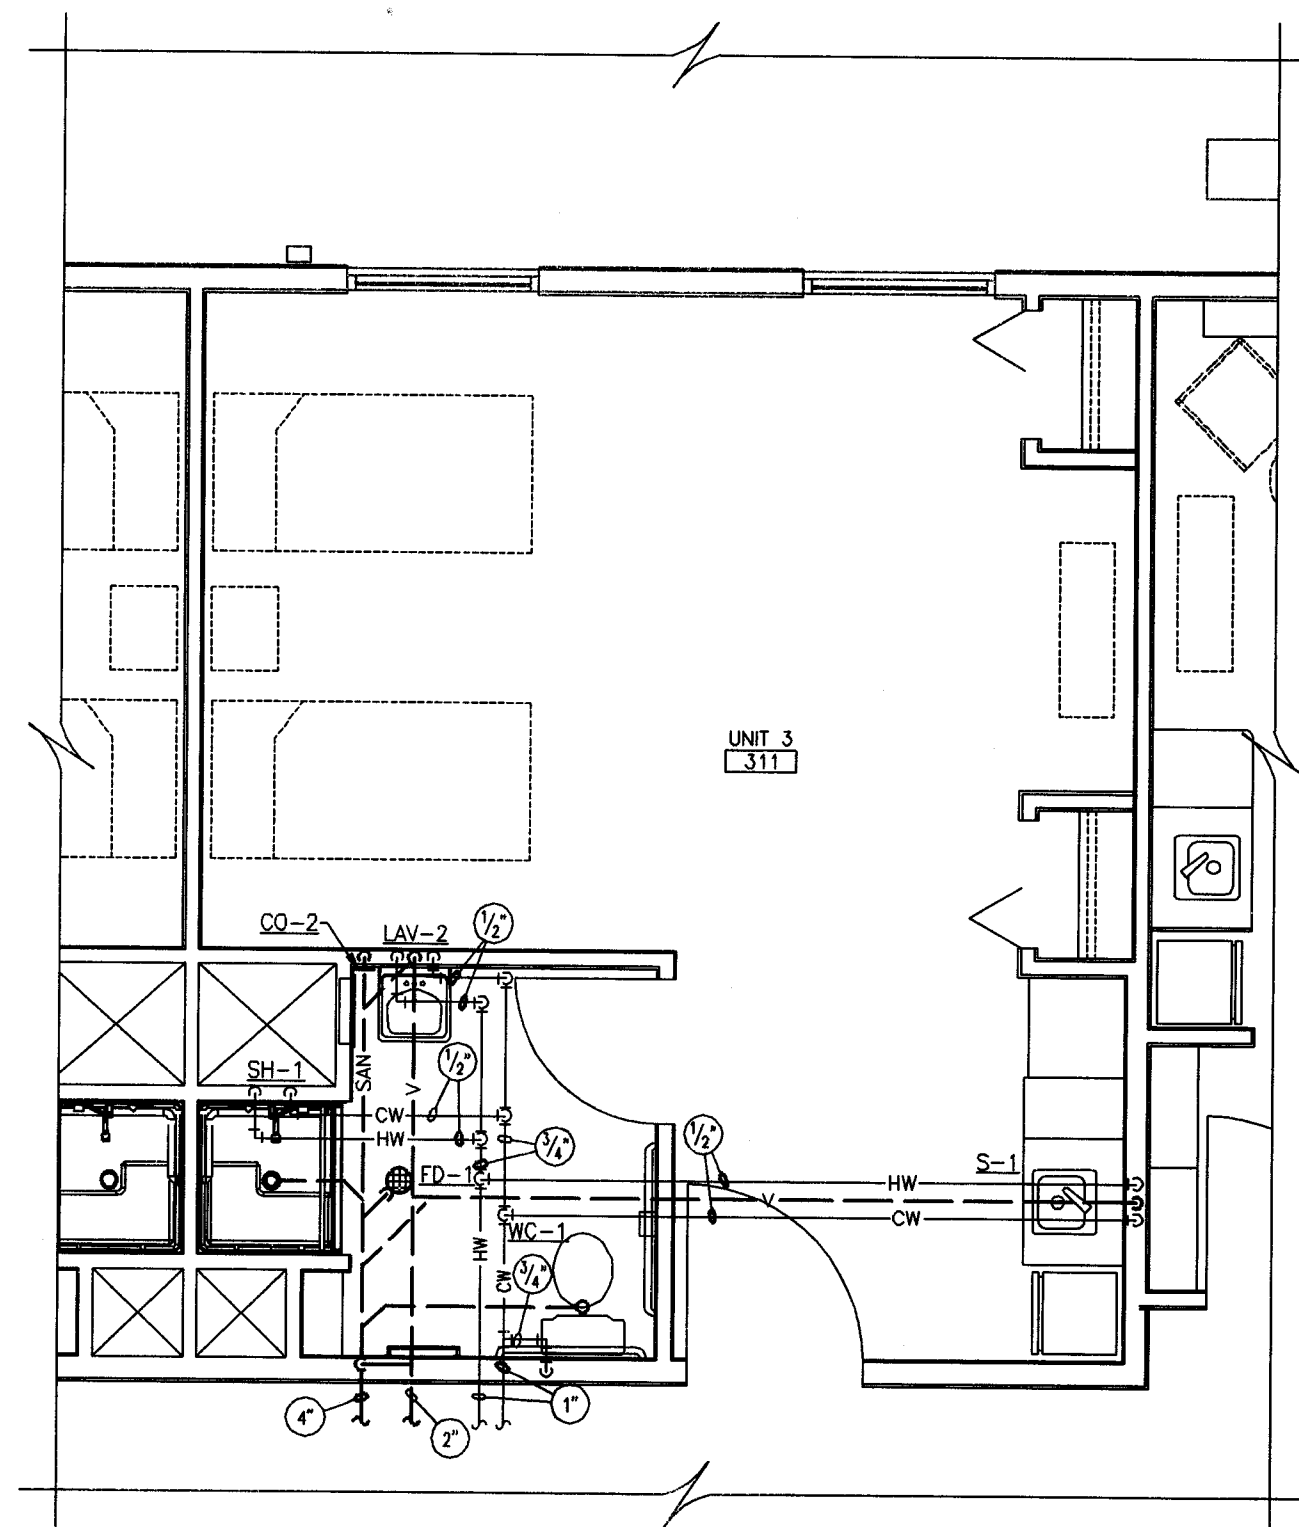 UNIT 3
311
CO-2
LAV-2
1/2"
SH-1
SAN
V
1/2"
CW
HW
3/4"
FD-1
1/2"
S-1
HW
V
CW
WC-1
HW
CW
3/4"
4"
2"
1"